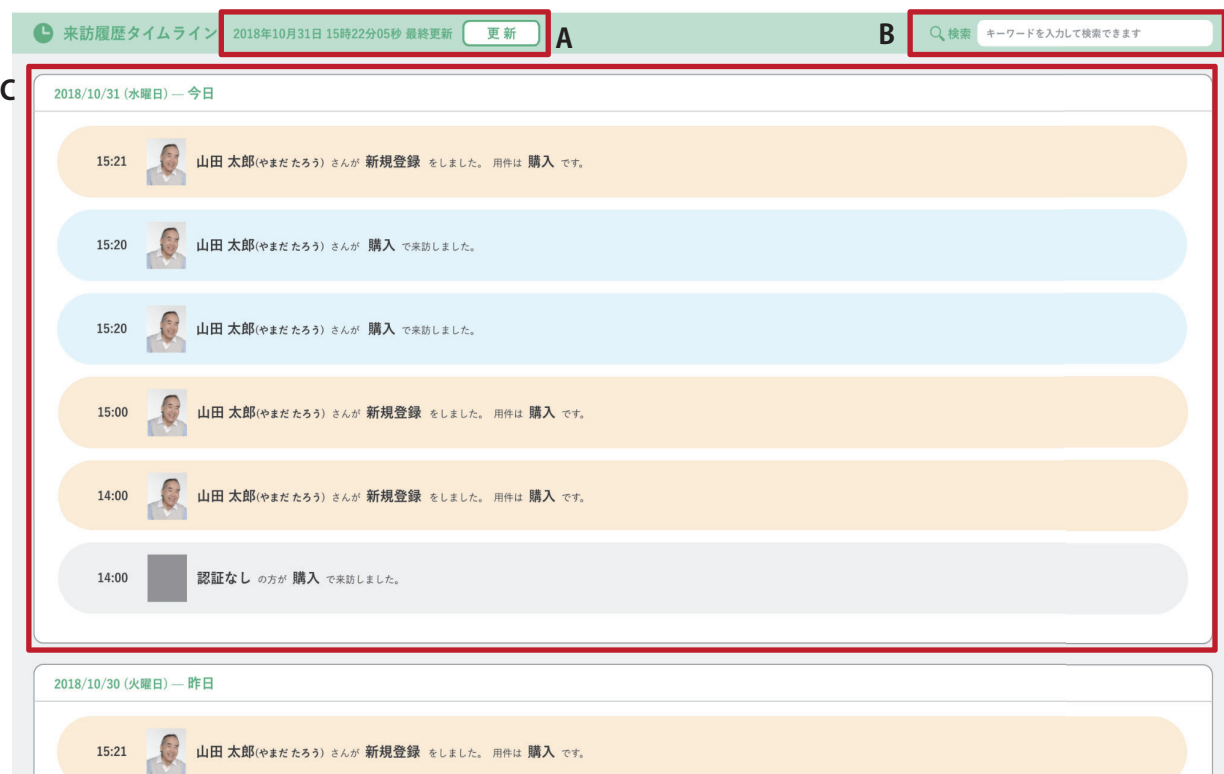 来訪履歴タイムライン 2018年10月31日 15時22分05秒 最終更新 更新 A B 検索 キーワードを入力して検索できます
C
2018/10/31 (水曜日) — 今日
15:21 山田 太郎(やまだ たろう) さんが 新規登録 をしました。 用件は 購入 です。
15:20 山田 太郎(やまだ たろう) さんが 購入 で来訪しました。
15:20 山田 太郎(やまだ たろう) さんが 購入 で来訪しました。
15:00 山田 太郎(やまだ たろう) さんが 新規登録 をしました。 用件は 購入 です。
14:00 山田 太郎(やまだ たろう) さんが 新規登録 をしました。 用件は 購入 です。
14:00 認証なし の方が 購入 で来訪しました。
2018/10/30 (火曜日) — 昨日
15:21 山田 太郎(やまだ たろう) さんが 新規登録 をしました。 用件は 購入 です。